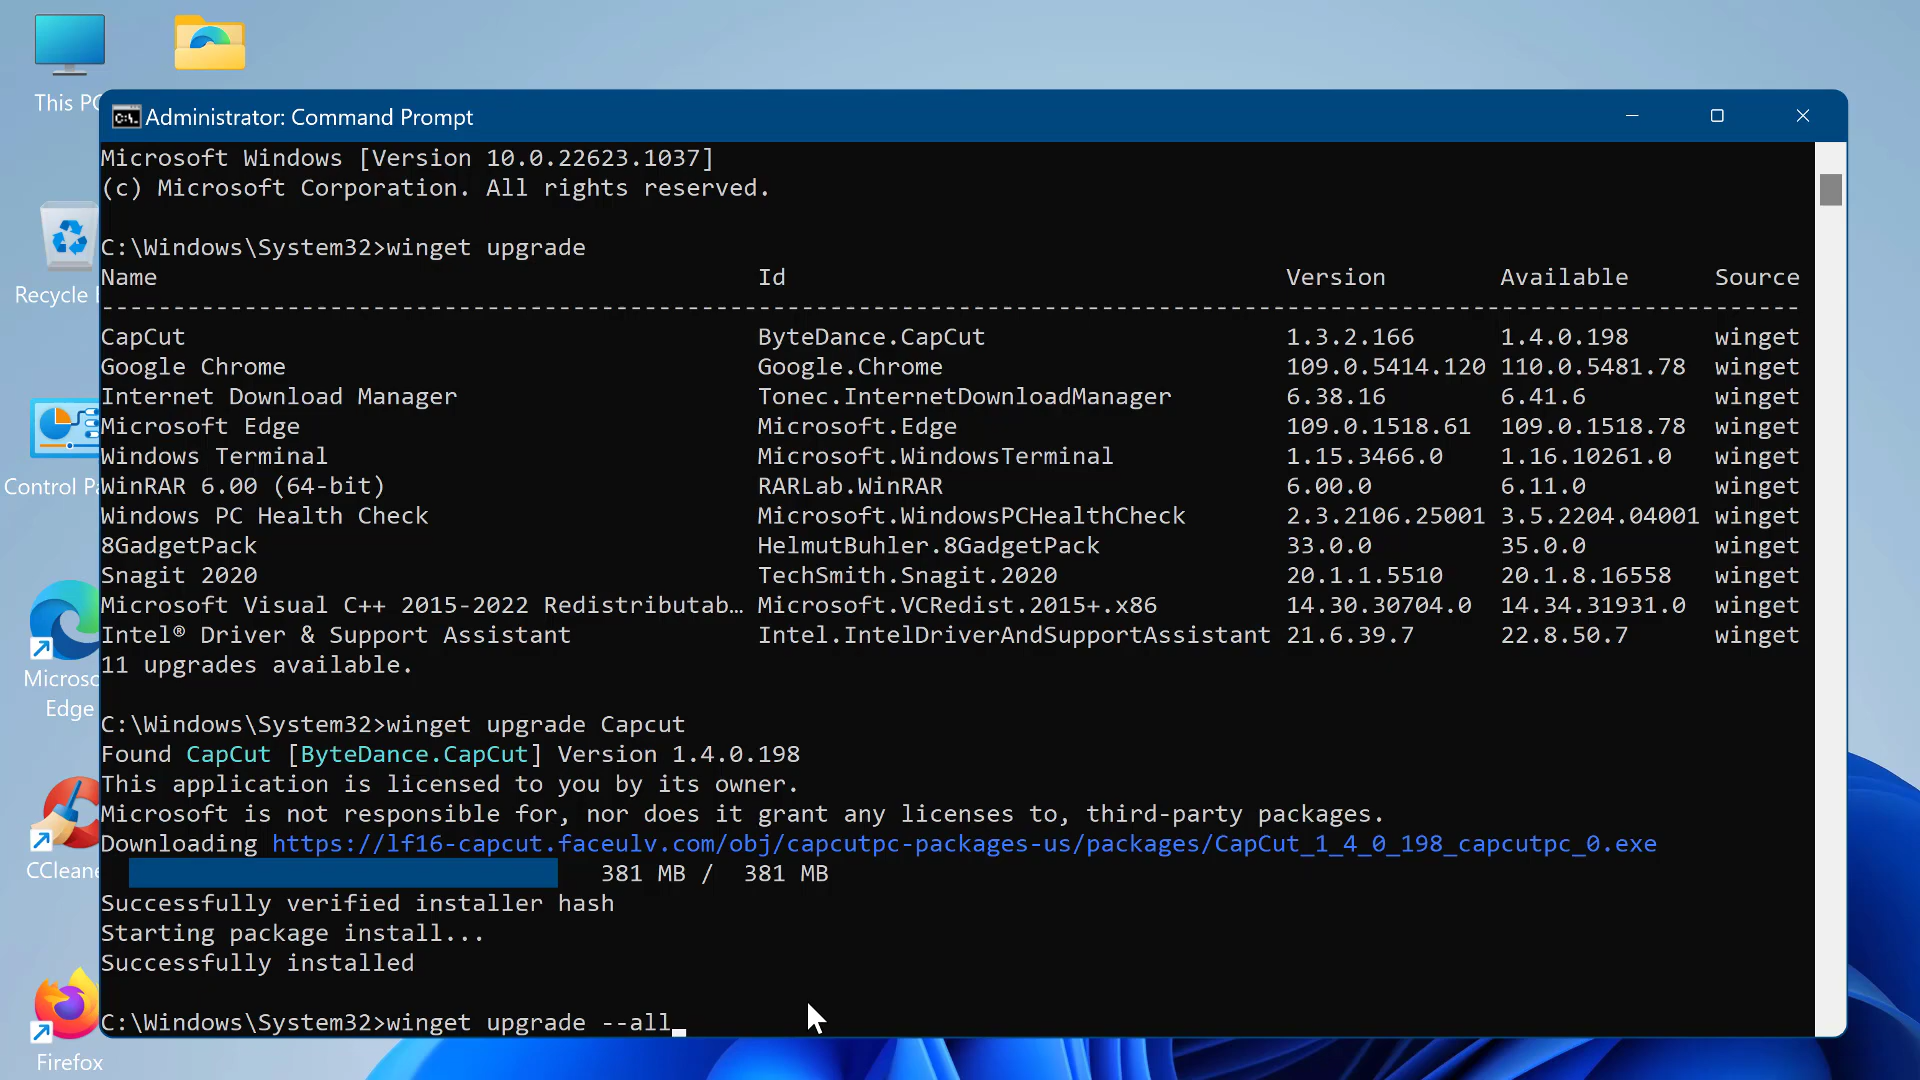 This PC
Administrator: Command Prompt
Microsoft Windows [Version 10.0.22623.1037]
(c) Microsoft Corporation. All rights reserved.
C:\Windows\System32>winget upgrade
Name Id Version Available Source
------------------------------------------------------------------------------------------------------------------------
CapCut ByteDance.CapCut 1.3.2.166 1.4.0.198 winget
Google Chrome Google.Chrome 109.0.5414.120 110.0.5481.78 winget
Internet Download Manager Tonec.InternetDownloadManager 6.38.16 6.41.6 winget
Microsoft Edge Microsoft.Edge 109.0.1518.61 109.0.1518.78 winget
Windows Terminal Microsoft.WindowsTerminal 1.15.3466.0 1.16.10261.0 winget
WinRAR 6.00 (64-bit) RARLab.WinRAR 6.00.0 6.11.0 winget
Windows PC Health Check Microsoft.WindowsPCHealthCheck 2.3.2106.25001 3.5.2204.04001 winget
8GadgetPack HelmutBuhler.8GadgetPack 33.0.0 35.0.0 winget
Snagit 2020 TechSmith.Snagit.2020 20.1.1.5510 20.1.8.16558 winget
Microsoft Visual C++ 2015-2022 Redistributab… Microsoft.VCRedist.2015+.x86 14.30.30704.0 14.34.31931.0 winget
Intel® Driver & Support Assistant Intel.IntelDriverAndSupportAssistant 21.6.39.7 22.8.50.7 winget
11 upgrades available.
C:\Windows\System32>winget upgrade Capcut
Found CapCut [ByteDance.CapCut] Version 1.4.0.198
This application is licensed to you by its owner.
Microsoft is not responsible for, nor does it grant any licenses to, third-party packages.
Downloading https://lf16-capcut.faceulv.com/obj/capcutpc-packages-us/packages/CapCut_1_4_0_198_capcutpc_0.exe
381 MB / 381 MB
Successfully verified installer hash
Starting package install...
Successfully installed
C:\Windows\System32>winget upgrade --all
Recycle
Control Pa
Microso
Edge
CCleane
Firefox